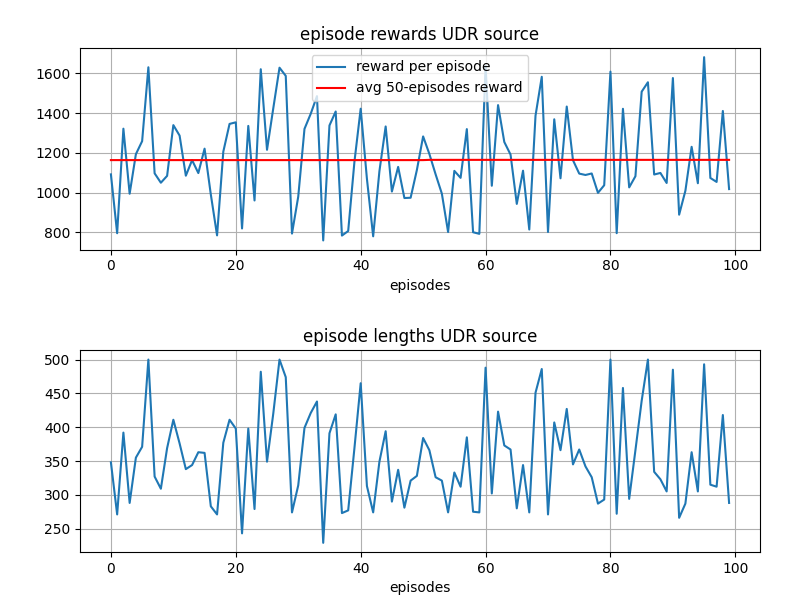 episode rewards UDR source
reward per episode
avg 50-episodes reward
1600
1400
1200
1000
800
0 20 40 60 80 100
episodes
episode lengths UDR source
500
450
400
350
300
250
0 20 40 60 80 100
episodes